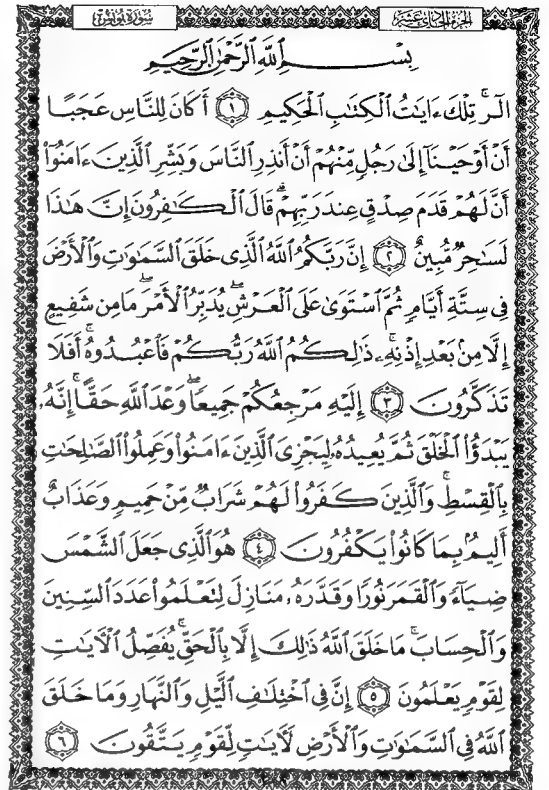 الجزء الحادى عشر
سورة يونس
بِسْمِ ٱللَّهِ ٱلرَّحْمَٰنِ ٱلرَّحِيمِ
الٓر ۚ تِلْكَ ءَايَٰتُ ٱلْكِتَٰبِ ٱلْحَكِيمِ ١ أَكَانَ لِلنَّاسِ عَجَبًا
أَنْ أَوْحَيْنَآ إِلَىٰ رَجُلٍ مِّنْهُمْ أَنْ أَنذِرِ ٱلنَّاسَ وَبَشِّرِ ٱلَّذِينَ ءَامَنُوٓا۟
أَنَّ لَهُمْ قَدَمَ صِدْقٍ عِندَ رَبِّهِمْ ۗ قَالَ ٱلْكَٰفِرُونَ إِنَّ هَٰذَا
لَسَٰحِرٌ مُّبِينٌ ٢ إِنَّ رَبَّكُمُ ٱللَّهُ ٱلَّذِى خَلَقَ ٱلسَّمَٰوَٰتِ وَٱلْأَرْضَ
فِى سِتَّةِ أَيَّامٍ ثُمَّ ٱسْتَوَىٰ عَلَى ٱلْعَرْشِ ۖ يُدَبِّرُ ٱلْأَمْرَ ۖ مَا مِن شَفِيعٍ
إِلَّا مِنۢ بَعْدِ إِذْنِهِۦ ۚ ذَٰلِكُمُ ٱللَّهُ رَبُّكُمْ فَٱعْبُدُوهُ ۚ أَفَلَا
تَذَكَّرُونَ ٣ إِلَيْهِ مَرْجِعُكُمْ جَمِيعًا ۖ وَعْدَ ٱللَّهِ حَقًّا ۚ إِنَّهُۥ
يَبْدَؤُا۟ ٱلْخَلْقَ ثُمَّ يُعِيدُهُۥ لِيَجْزِىَ ٱلَّذِينَ ءَامَنُوا۟ وَعَمِلُوا۟ ٱلصَّٰلِحَٰتِ
بِٱلْقِسْطِ ۚ وَٱلَّذِينَ كَفَرُوا۟ لَهُمْ شَرَابٌ مِّنْ حَمِيمٍ وَعَذَابٌ
أَلِيمٌۢ بِمَا كَانُوا۟ يَكْفُرُونَ ٤ هُوَ ٱلَّذِى جَعَلَ ٱلشَّمْسَ
ضِيَآءً وَٱلْقَمَرَ نُورًا وَقَدَّرَهُۥ مَنَازِلَ لِتَعْلَمُوا۟ عَدَدَ ٱلسِّنِينَ
وَٱلْحِسَابَ ۚ مَا خَلَقَ ٱللَّهُ ذَٰلِكَ إِلَّا بِٱلْحَقِّ ۚ يُفَصِّلُ ٱلْءَايَٰتِ
لِقَوْمٍ يَعْلَمُونَ ٥ إِنَّ فِى ٱخْتِلَٰفِ ٱلَّيْلِ وَٱلنَّهَارِ وَمَا خَلَقَ
ٱللَّهُ فِى ٱلسَّمَٰوَٰتِ وَٱلْأَرْضِ لَءَايَٰتٍ لِّقَوْمٍ يَتَّقُونَ ٦